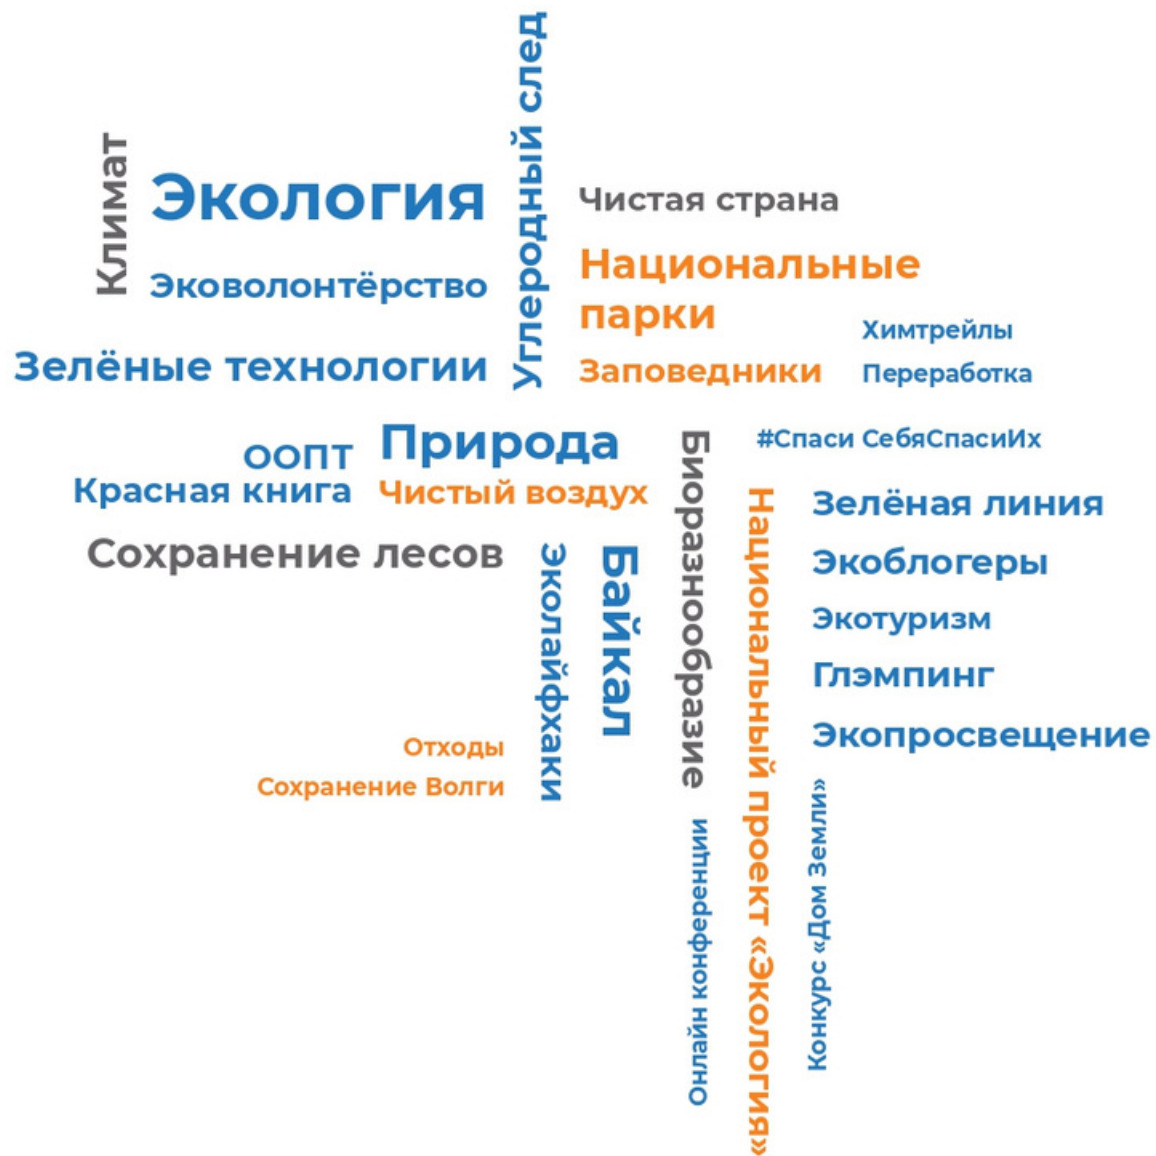 Углеродный след
Климат
Экология
Чистая страна
Эковолонтёрство
Национальные
парки
Химтрейлы
Зелёные технологии
Заповедники
Переработка
Природа
#Спаси СебяСпасиИх
ООПТ
Красная книга
Чистый воздух
Биоразнообразие
Национальный проект «Экология»
Зелёная линия
Сохранение лесов
Эколайфхаки
Байкал
Экоблогеры
Экотуризм
Глэмпинг
Экопросвещение
Отходы
Сохранение Волги
Онлайн конференции
Конкурс «Дом Земли»